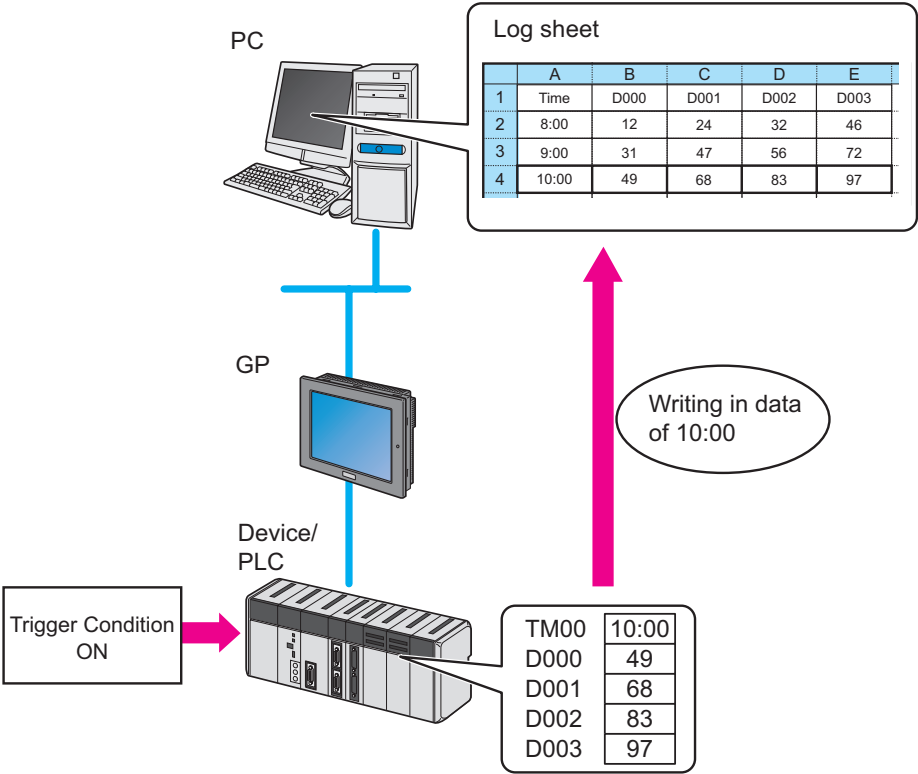 PC
Log sheet
A B C D E
1 Time D000 D001 D002 D003
2 8:00 12 24 32 46
3 9:00 31 47 56 72
4 10:00 49 68 83 97
GP
Writing in data
of 10:00
Device/
PLC
Trigger Condition
ON
TM00 10:00
D000 49
D001 68
D002 83
D003 97